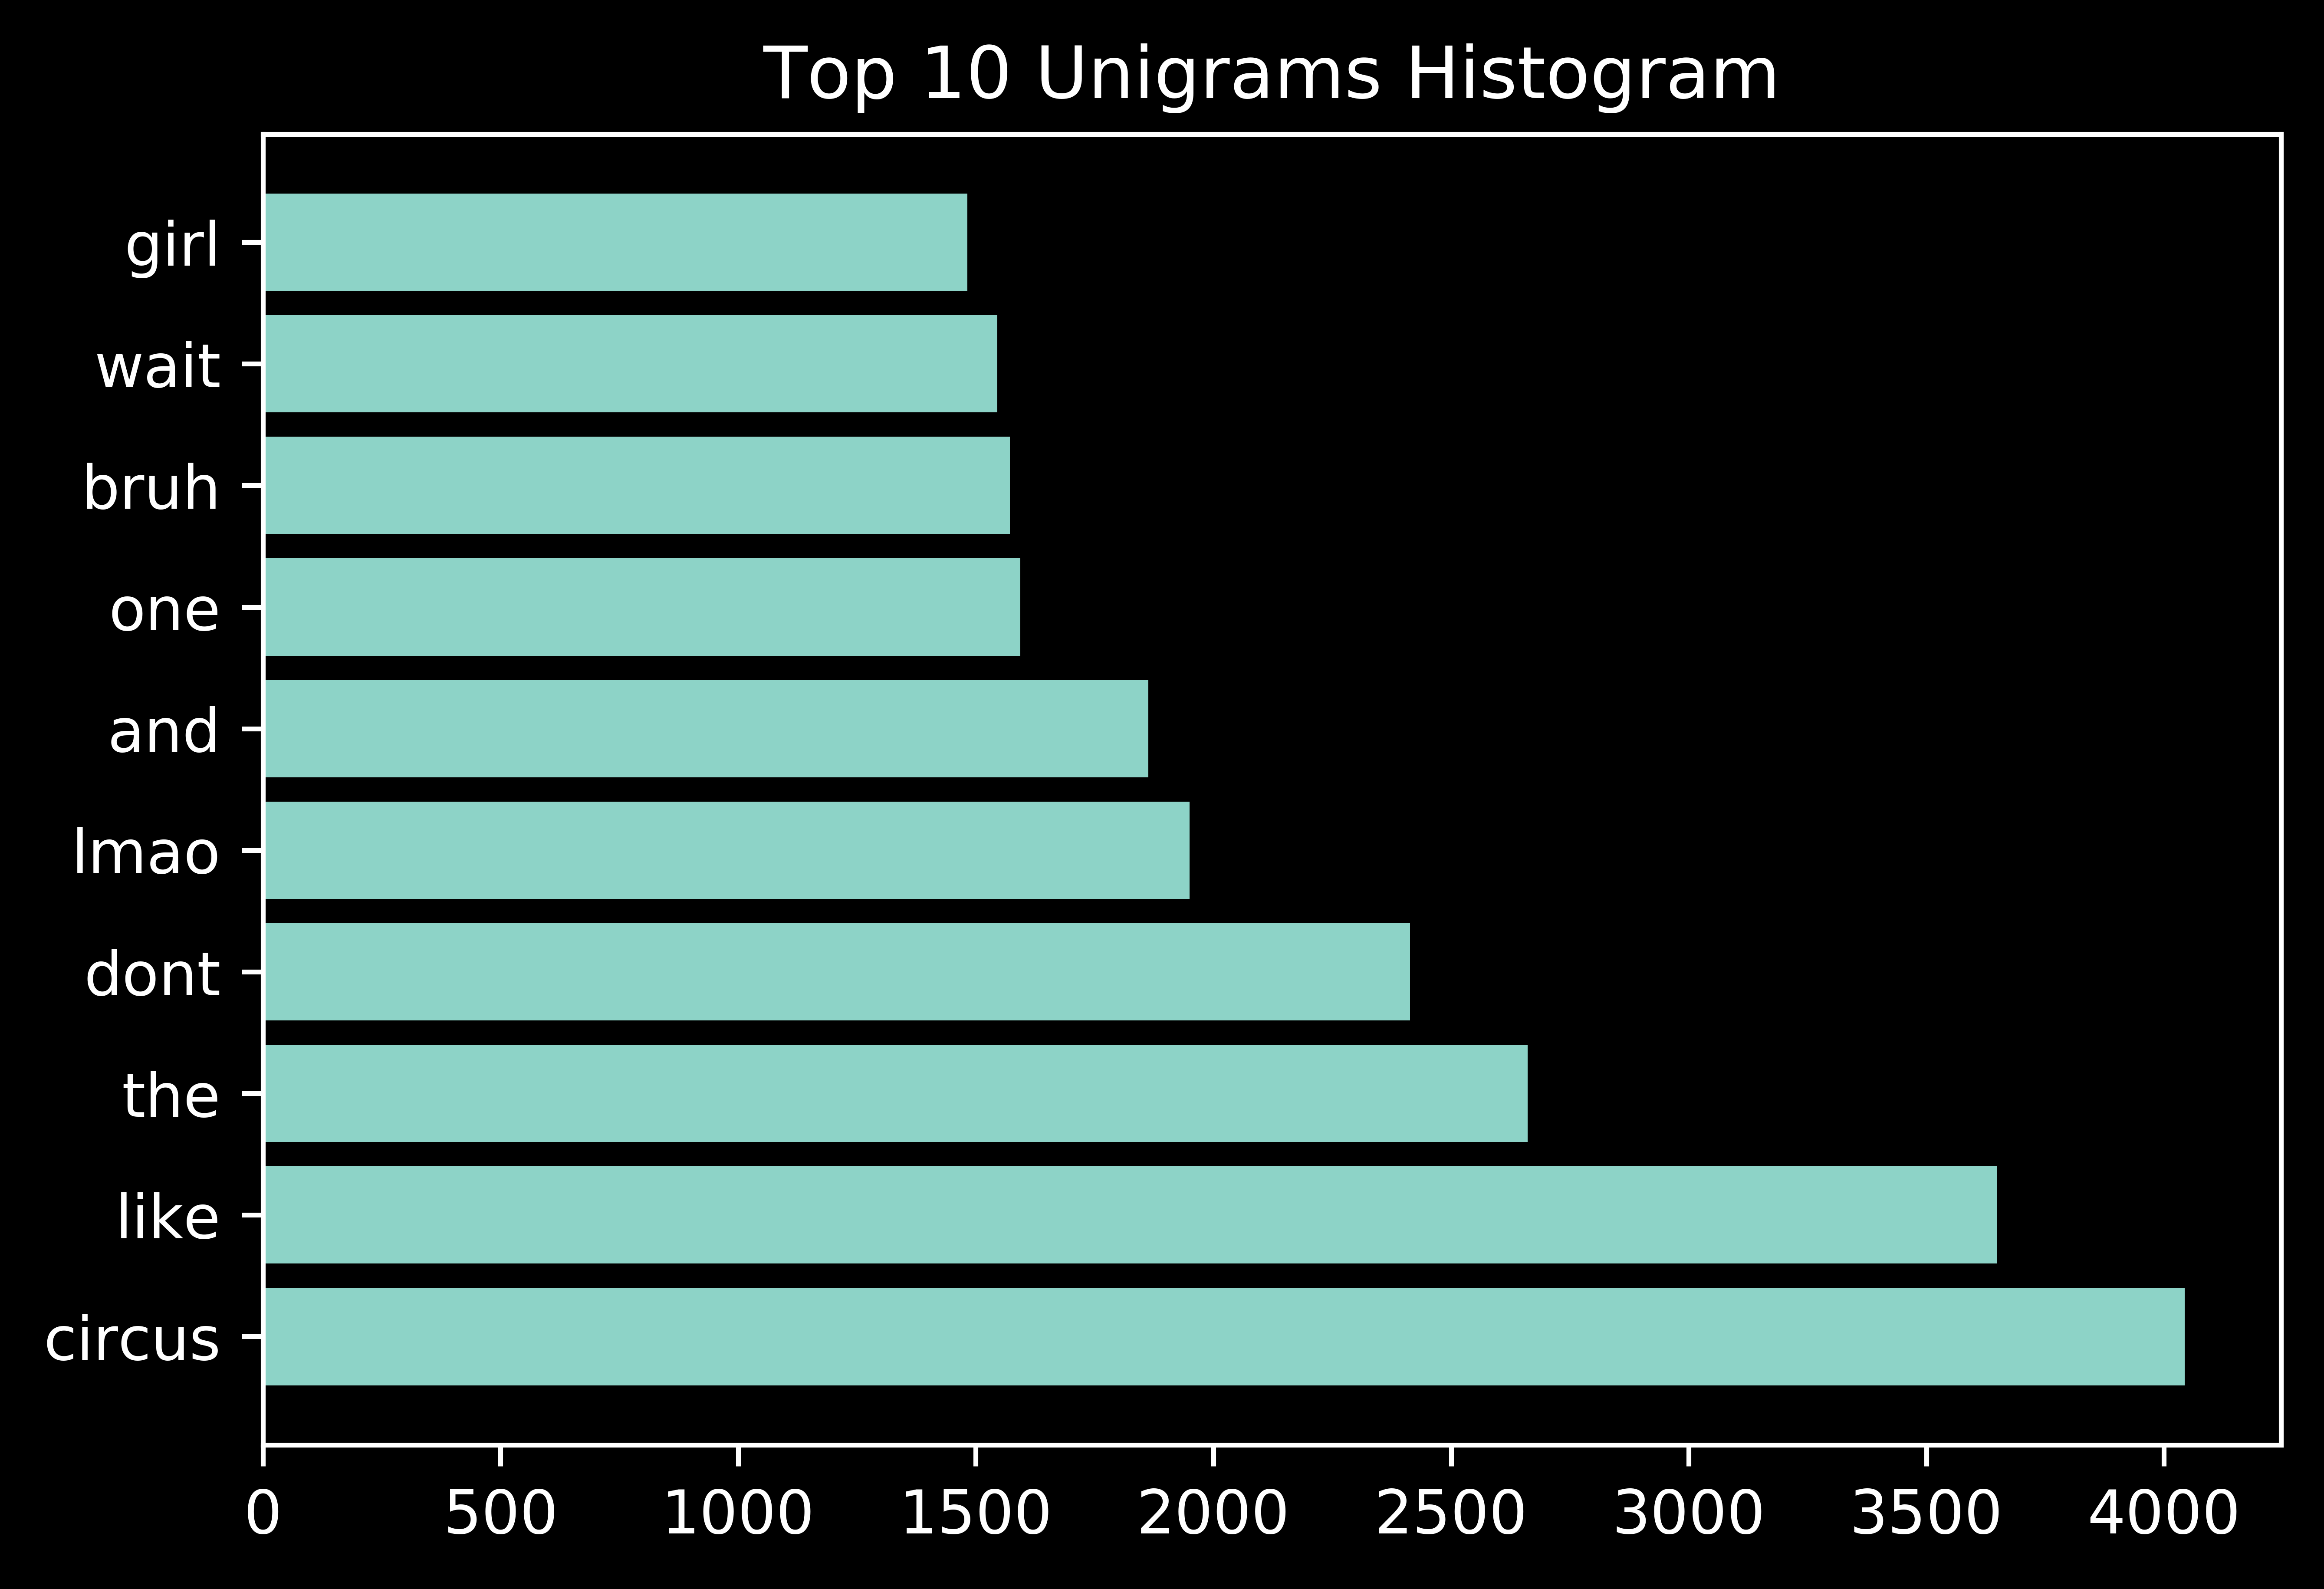 Top 10 Unigrams Histogram
girl
wait
bruh
one
and
lmao
dont
the
like
circus
0 500 1000 1500 2000 2500 3000 3500 4000